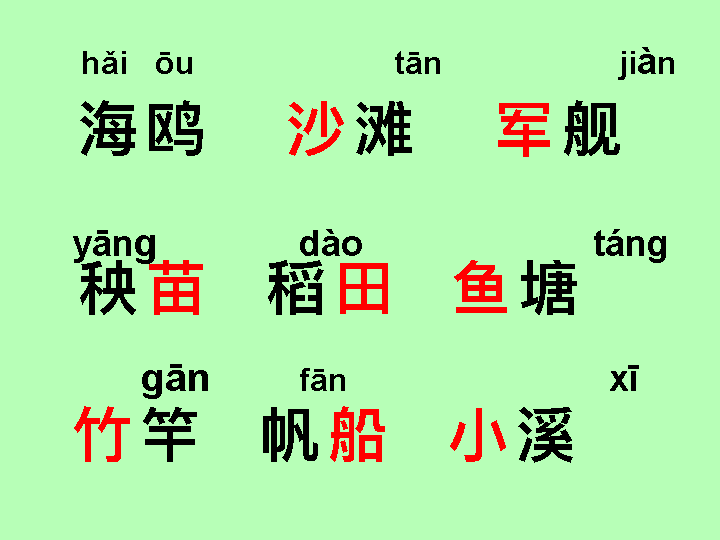 hǎi ōu tān jiàn
海鸥 沙滩 军舰
yāng dào táng
秧苗 稻田 鱼塘
gān fān xī
竹竿 帆船 小溪